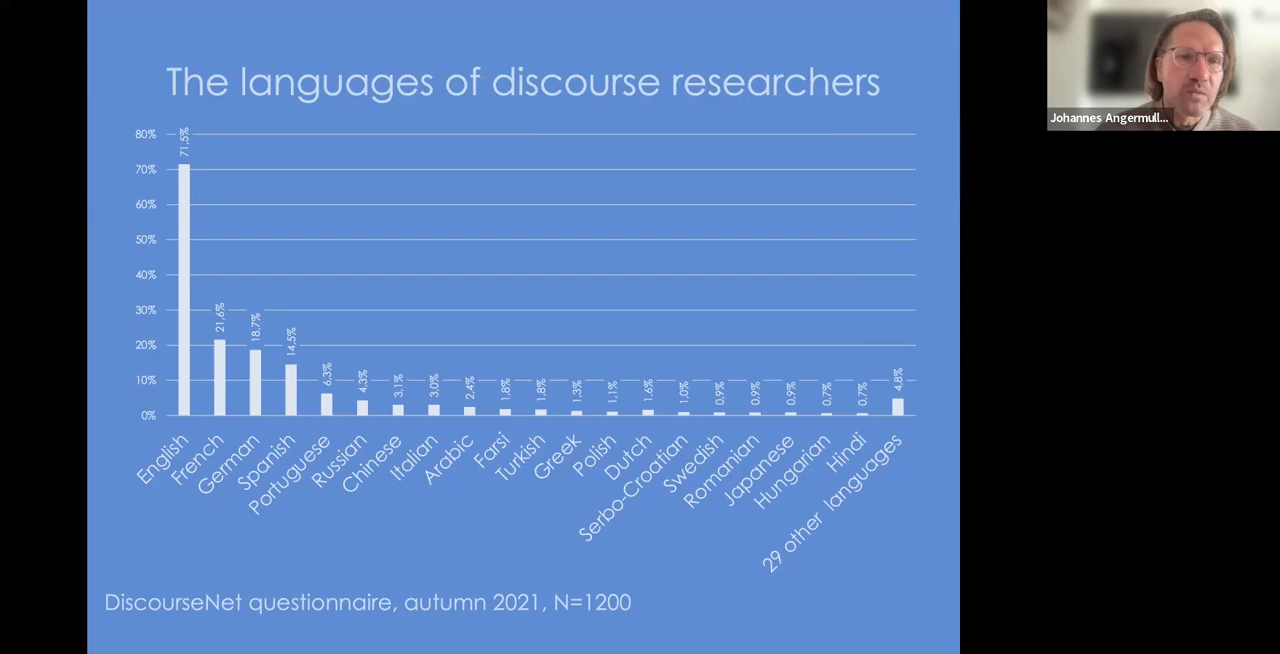 The languages of discourse researchers
Johannes Angermull...
80%
70%
60%
50%
40%
30%
20%
10%
0%
71,5%
21,6%
18,7%
14,5%
6,3%
4,3%
3,1%
3,0%
2,4%
1,8%
1,8%
1,3%
1,1%
1,6%
1,0%
0,9%
0,9%
0,9%
0,7%
0,7%
4,8%
English
French
German
Spanish
Portuguese
Russian
Chinese
Italian
Arabic
Farsi
Turkish
Greek
Polish
Dutch
Serbo-Croatian
Swedish
Romanian
Japanese
Hungarian
Hindi
29 other languages
DiscourseNet questionnaire, autumn 2021, N=1200